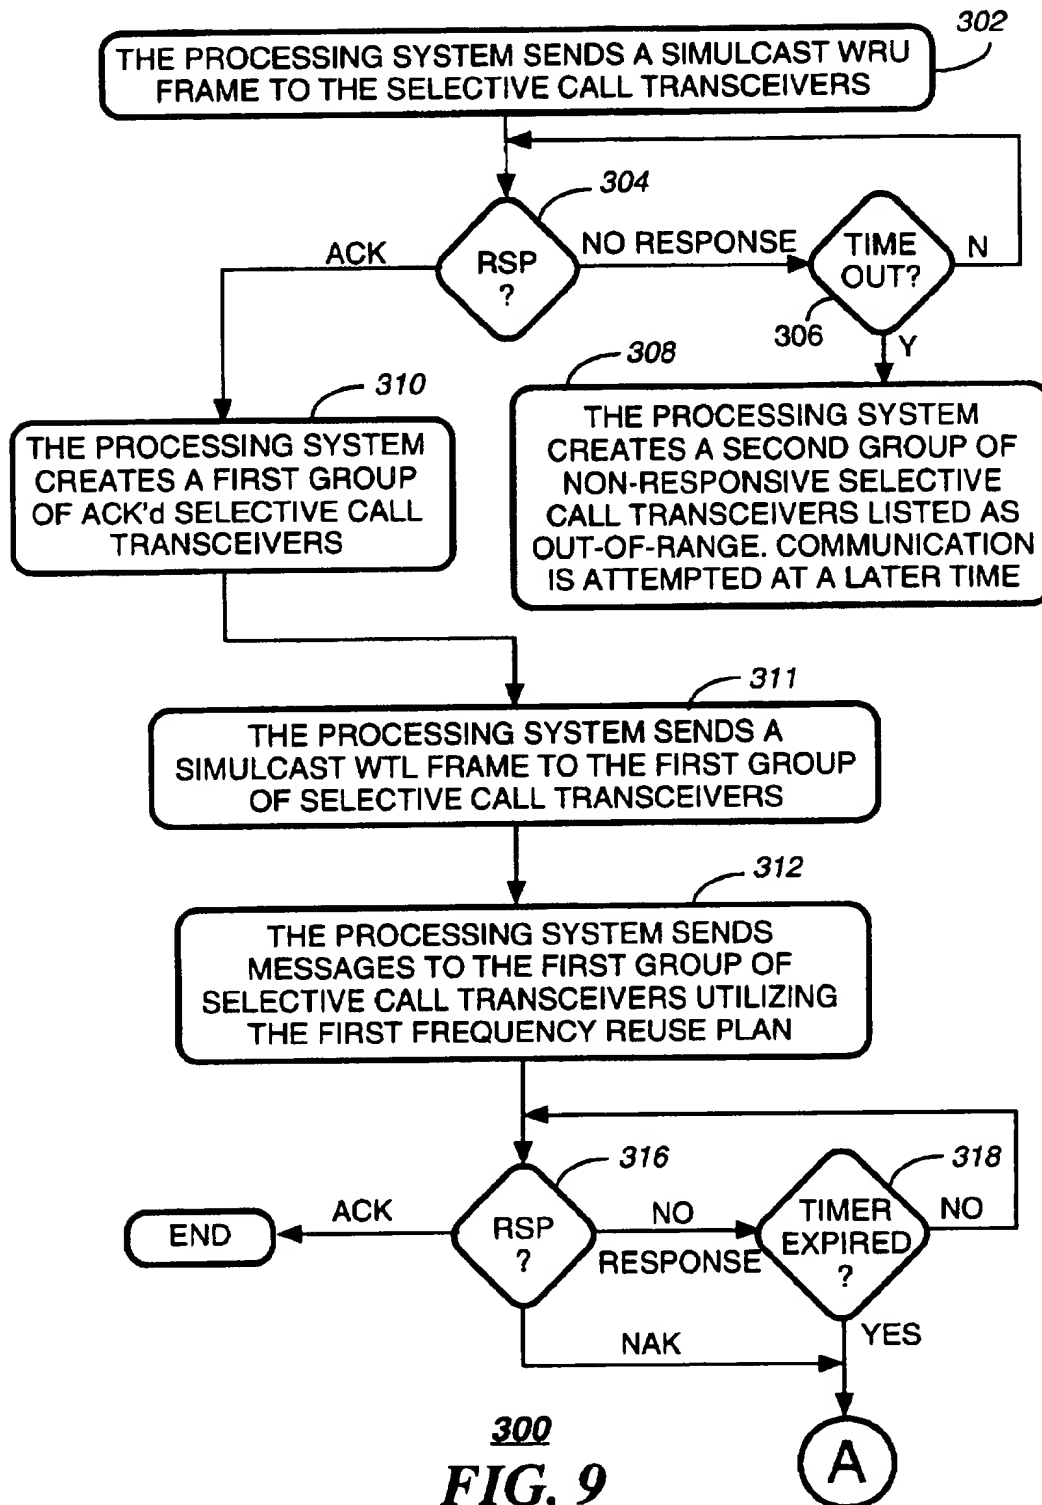 302
THE PROCESSING SYSTEM SENDS A SIMULCAST WRU
FRAME TO THE SELECTIVE CALL TRANSCEIVERS
304
RSP
?
ACK
NO RESPONSE
TIME
OUT?
N
306
Y
308
310
THE PROCESSING SYSTEM
CREATES A FIRST GROUP
OF ACK'd SELECTIVE CALL
TRANSCEIVERS
THE PROCESSING SYSTEM
CREATES A SECOND GROUP OF
NON-RESPONSIVE SELECTIVE
CALL TRANSCEIVERS LISTED AS
OUT-OF-RANGE. COMMUNICATION
IS ATTEMPTED AT A LATER TIME
311
THE PROCESSING SYSTEM SENDS A
SIMULCAST WTL FRAME TO THE FIRST GROUP
OF SELECTIVE CALL TRANSCEIVERS
312
THE PROCESSING SYSTEM SENDS
MESSAGES TO THE FIRST GROUP OF
SELECTIVE CALL TRANSCEIVERS UTILIZING
THE FIRST FREQUENCY REUSE PLAN
316
318
END
ACK
RSP
?
NO
RESPONSE
TIMER
EXPIRED
?
NO
NAK
YES
A
300
FIG. 9